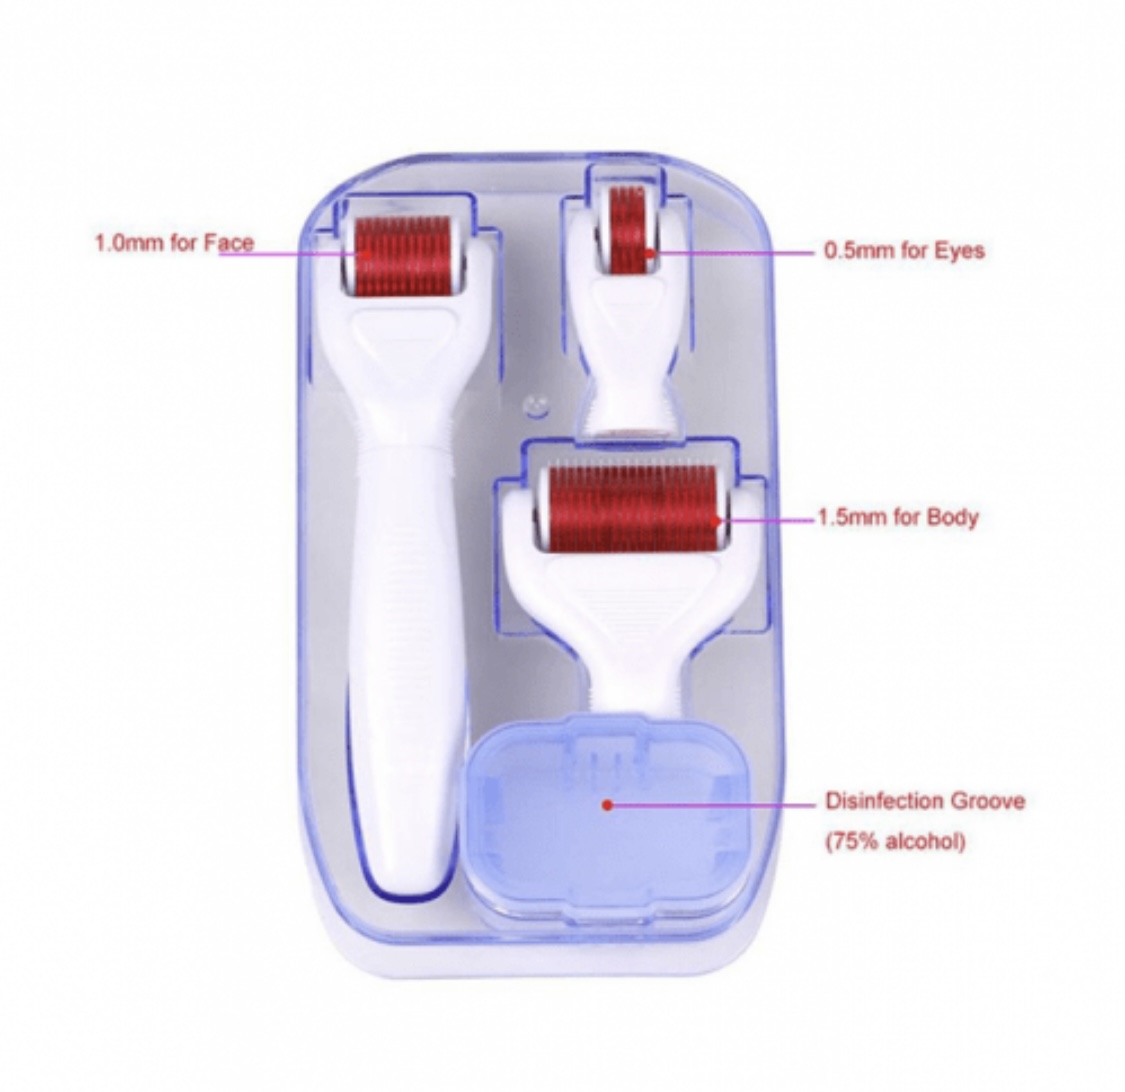 1.0mm for Face
0.5mm for Eyes
1.5mm for Body
Disinfection Groove
(75% alcohol)